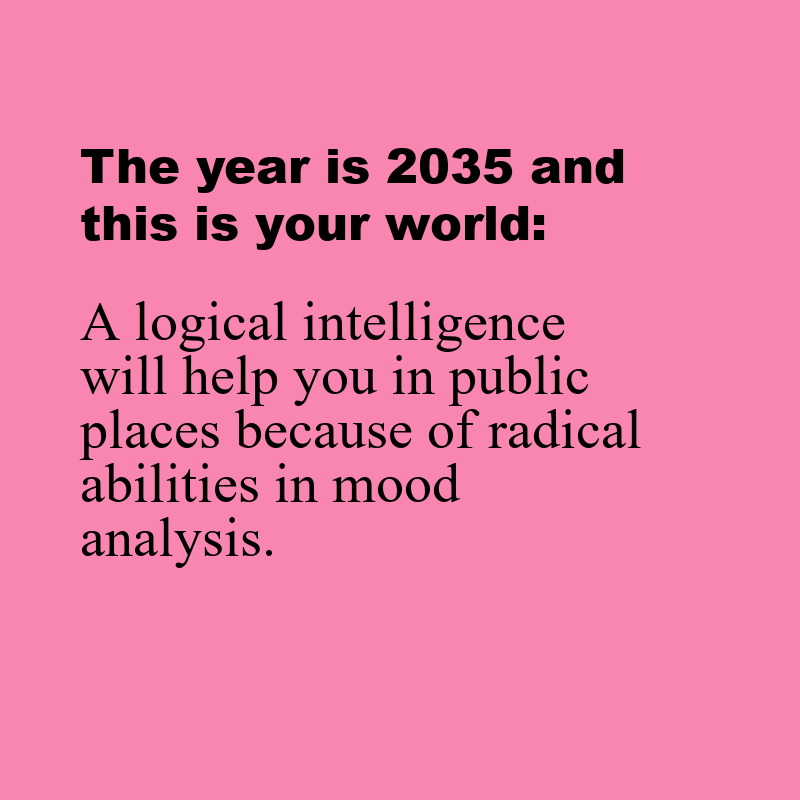 The year is 2035 and
this is your world:
A logical intelligence
will help you in public
places because of radical
abilities in mood
analysis.